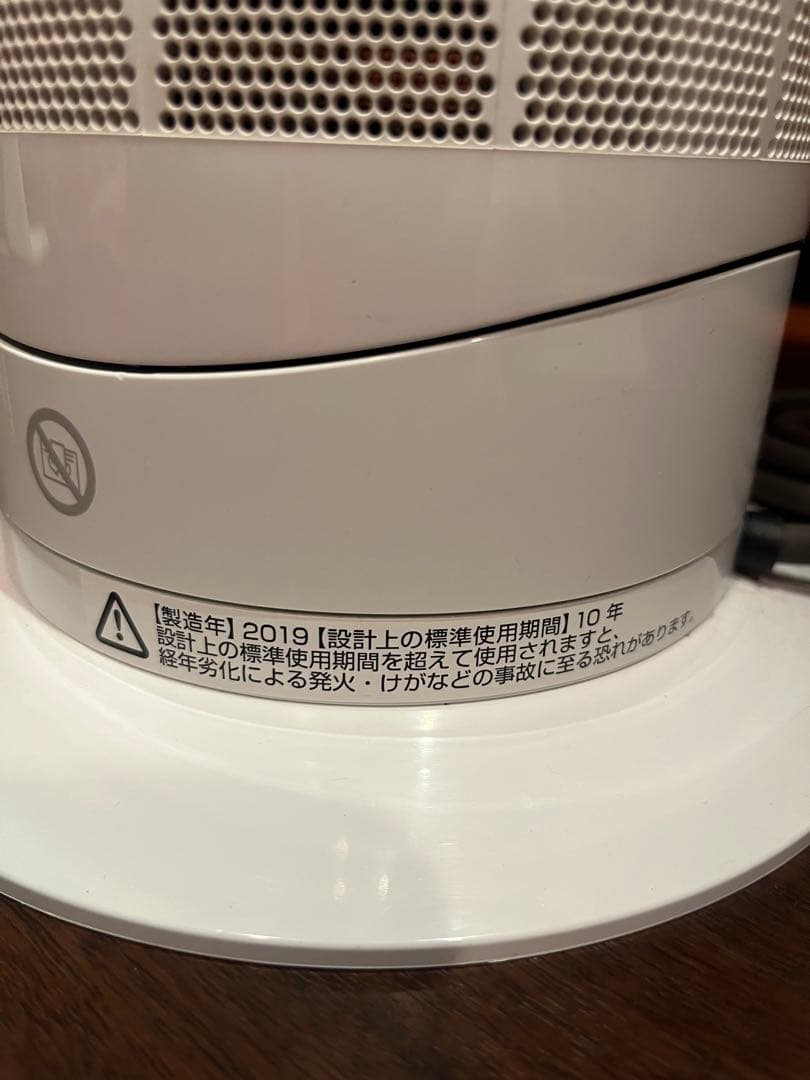 【製造年】2019【設計上の標準使用期間】10 年
設計上の標準使用期間を超えて使用されますと、
経年劣化による発火・けがなどの事故に至る恐れがあります。